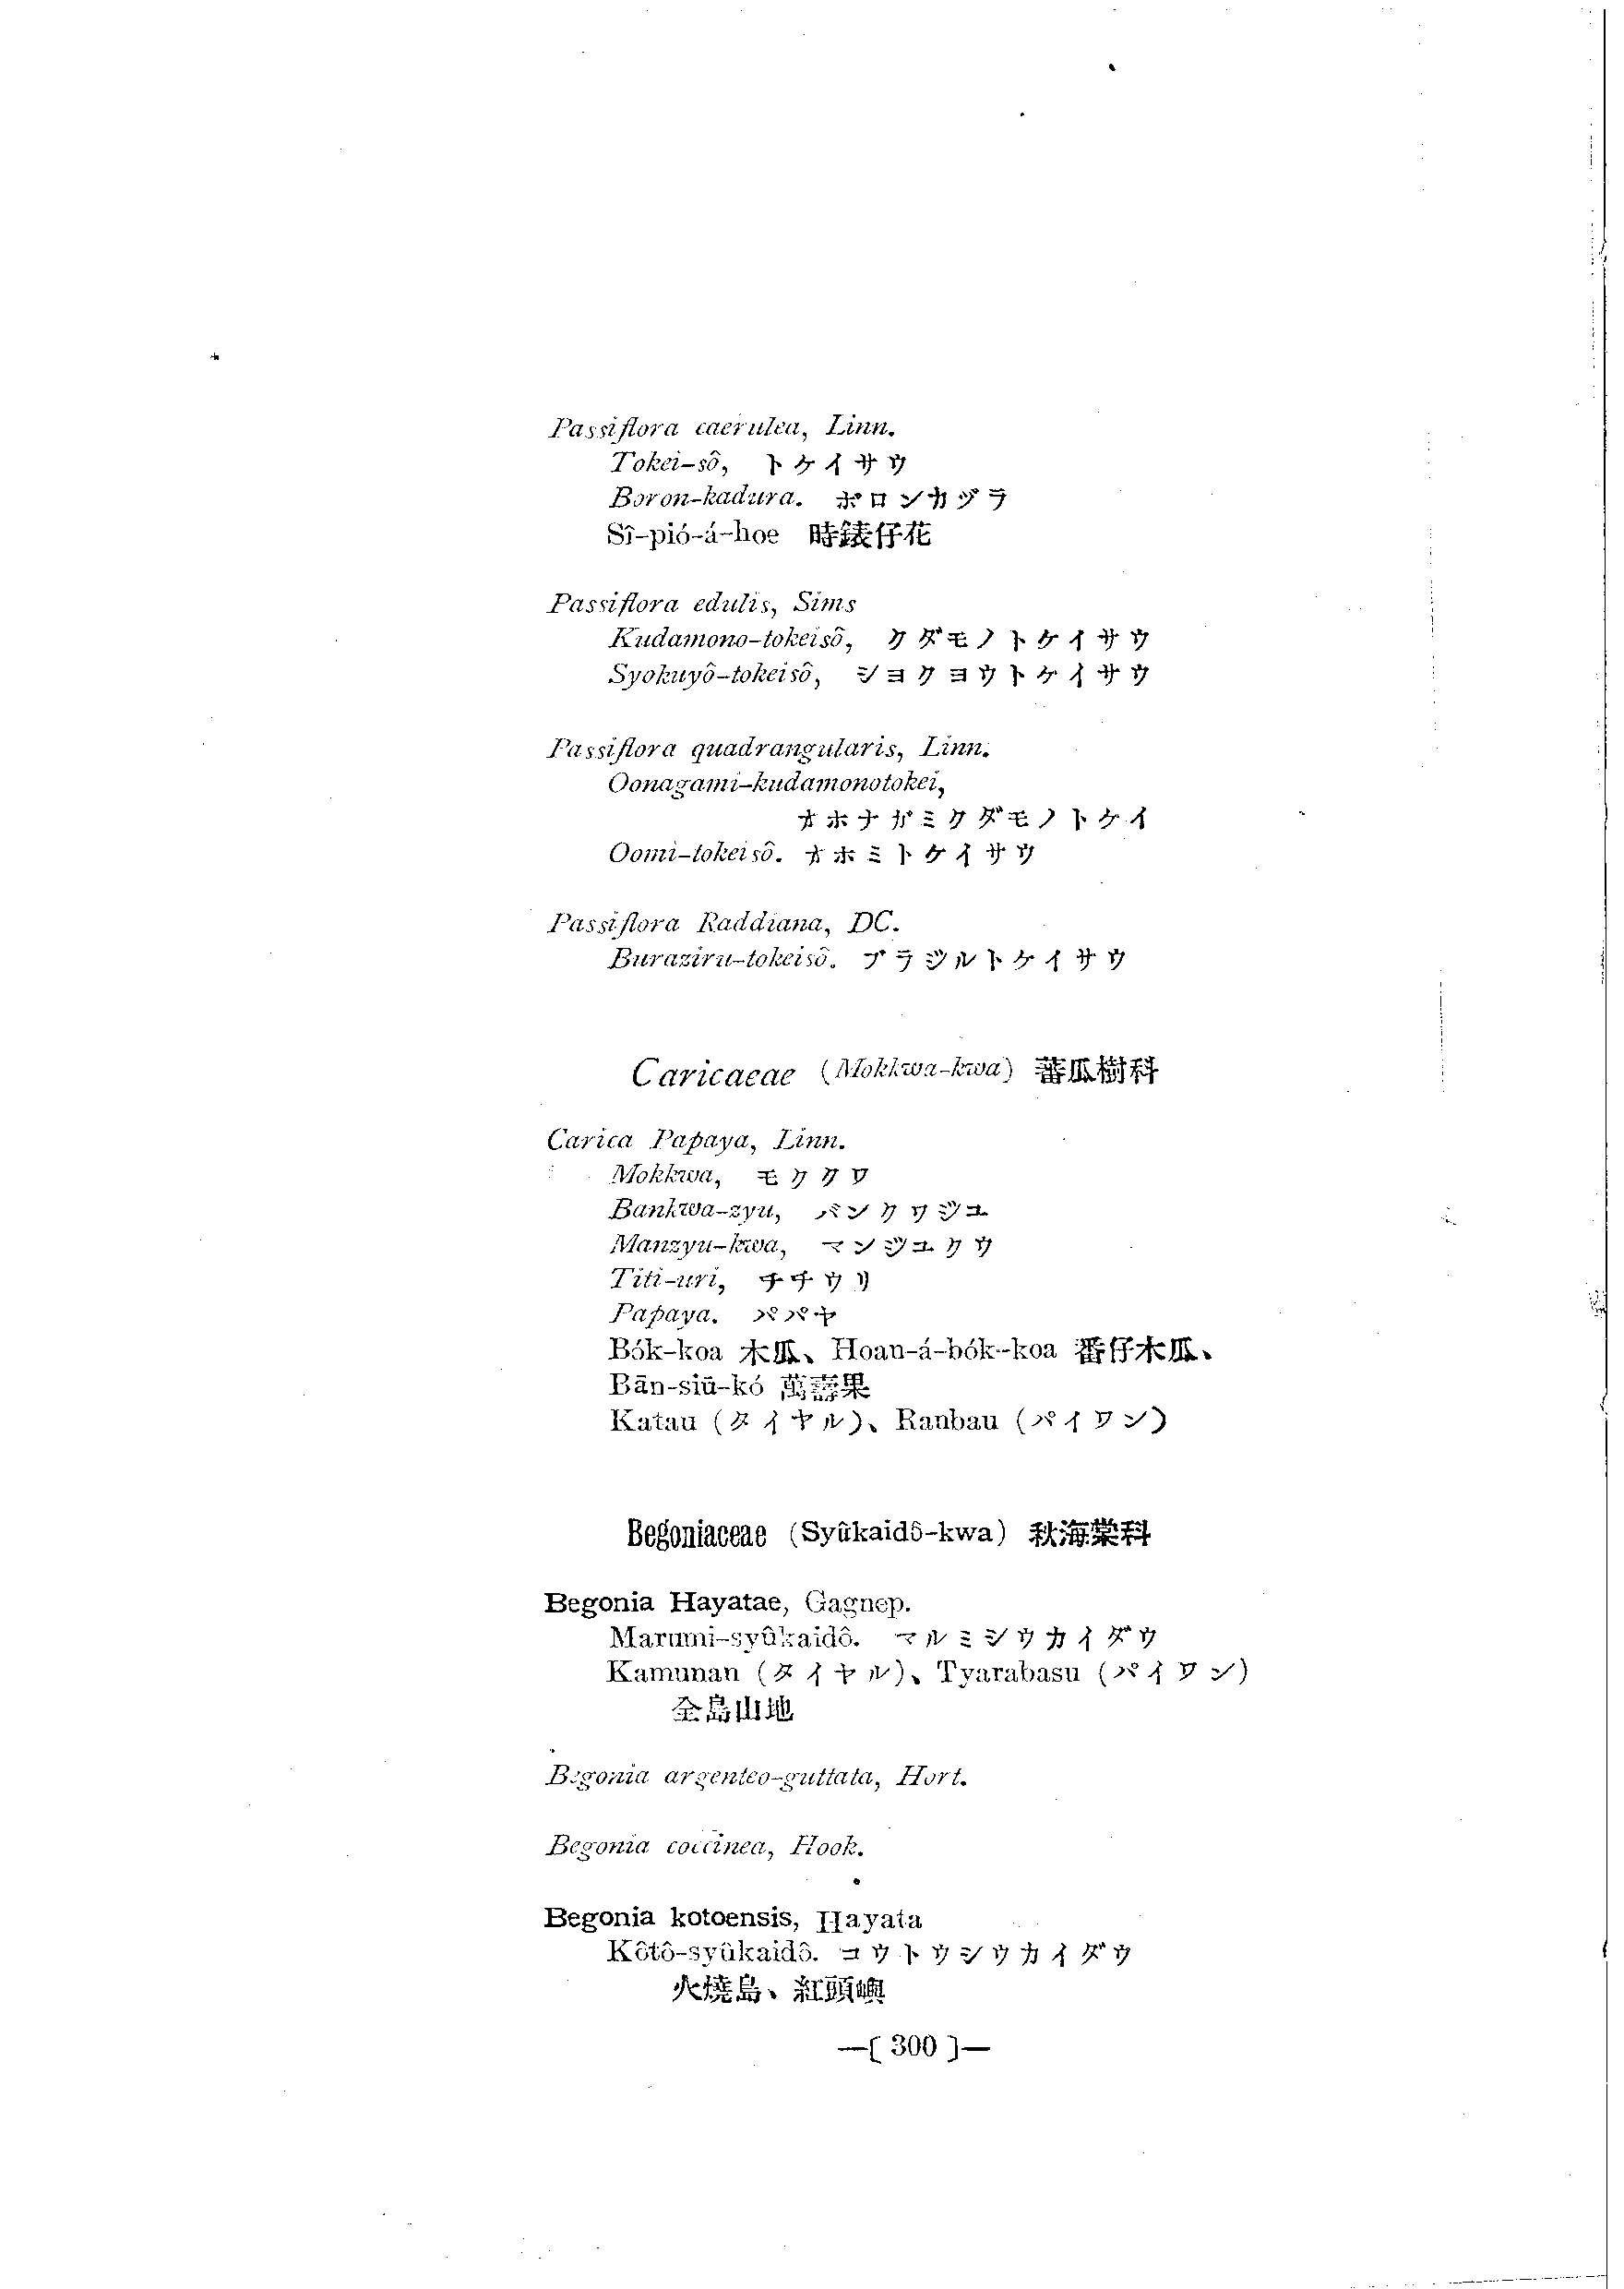 Passiflora caerulea, Linn.
Tokei-sô, トケイサウ
Boron-kadura. ボロンカヅラ
Sî-pió-á-hoe 時錶仔花
Passiflora edulis, Sims
Kudamono-tokeisô, クダモノトケイサウ
Syokuyô-tokeisô, シヨクヨウトケイサウ
Passiflora quadrangularis, Linn.
Oonagami-kudamonotokei,
オホナガミクダモノトケイ
Oomi-tokeisô. オホミトケイサウ
Passiflora Raddiana, DC.
Buraziru-tokeisô. ブラジルトケイサウ
Caricaeae (Mokkwa-kwa) 蕃瓜樹科
Carica Papaya, Linn.
Mokkwa, モククワ
Bankwa-zyu, バンクワジユ
Manzyu-kwa, マンジユクワ
Titi-uri, チチウリ
Papaya. パパヤ
Bók-koa 木瓜、Hoan-á-bók-koa 番仔木瓜、
Bān-siū-kó 萬壽果
Katau (タイヤル)、Ranbau (パイワン)
Begoniaceae (Syûkaidô-kwa) 秋海棠科
Begonia Hayatae, Gagnep.
Marumi-syûkaidô. マルミシウカイダウ
Kamunan (タイヤル)、Tyarabasu (パイワン)
全島山地
Begonia argenteo-guttata, Hort.
Begonia coccinea, Hook.
Begonia kotoensis, Hayata
Kôtô-syûkaidô. コウトウシウカイダウ
火燒島、紅頭嶼
—[ 300 ]—